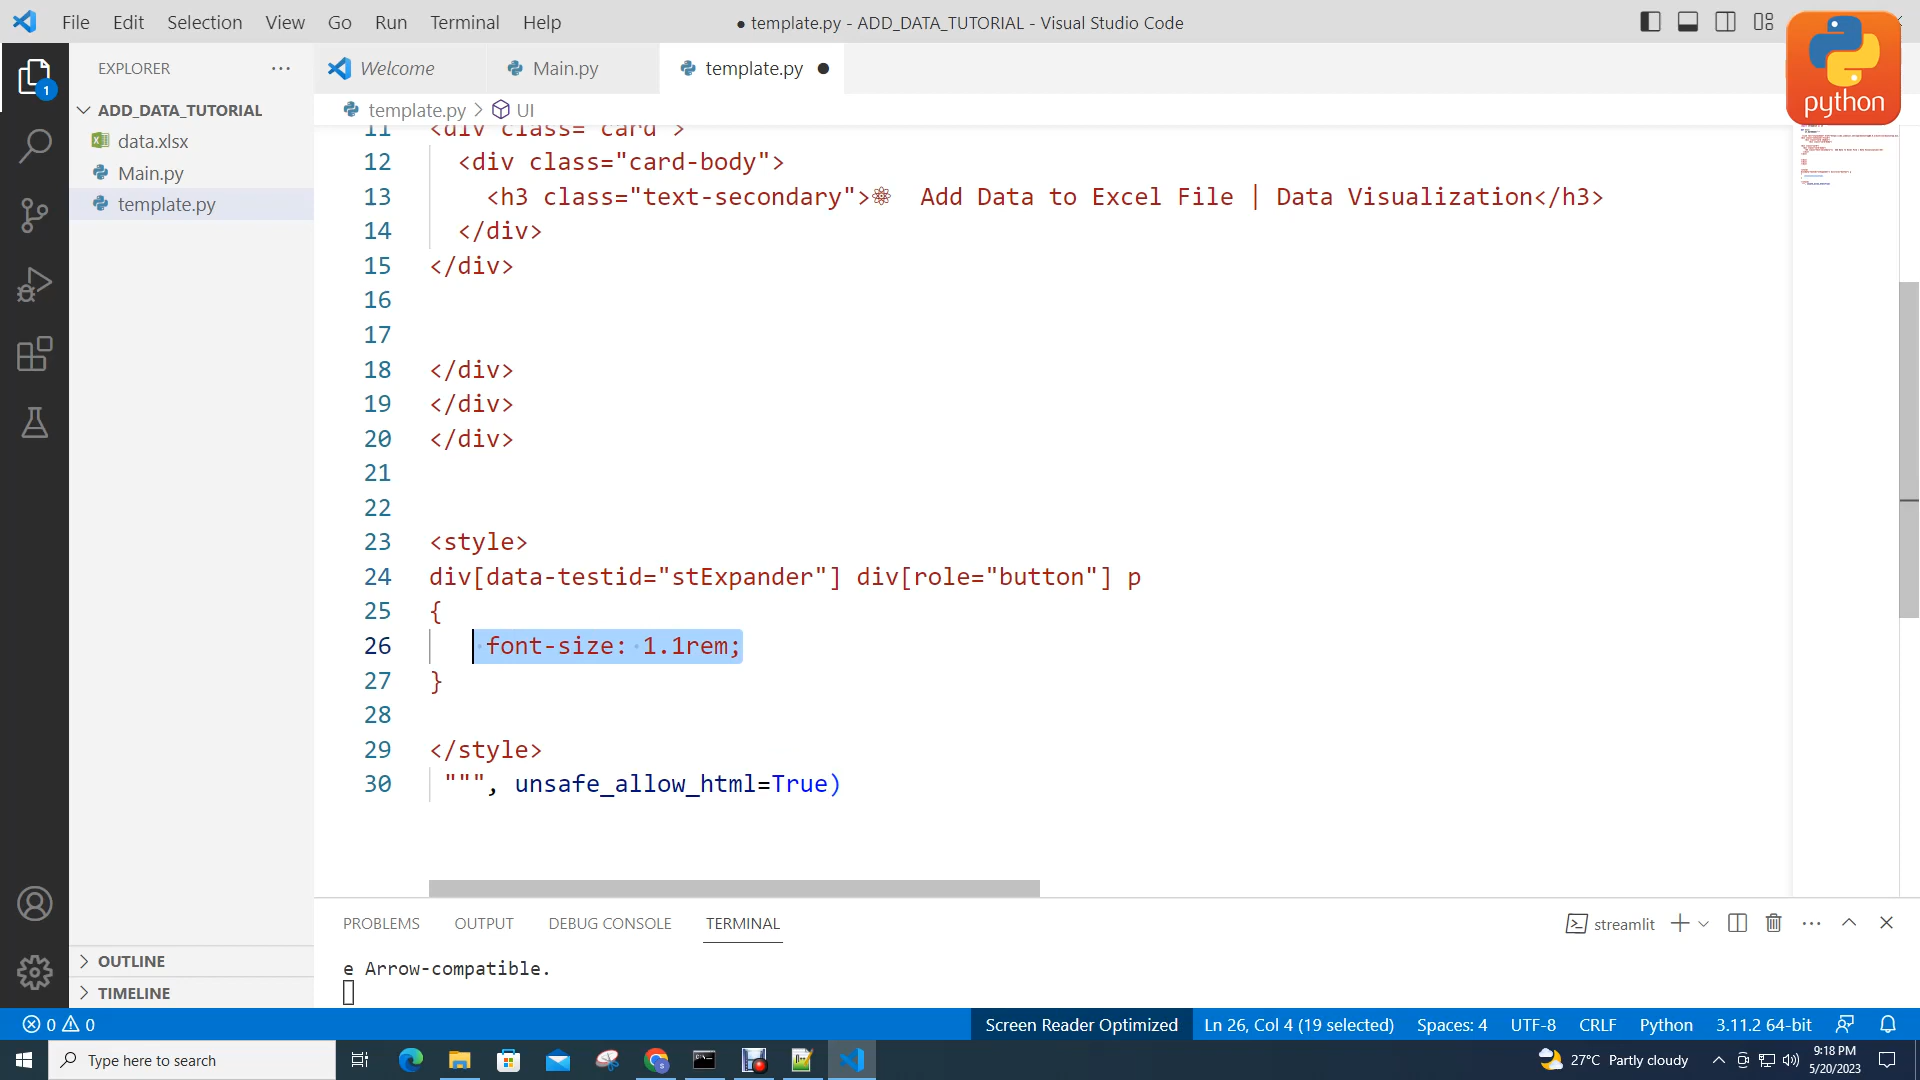 File Edit Selection View Go Run Terminal Help
● template.py - ADD_DATA_TUTORIAL - Visual Studio Code
python
EXPLORER ···
Welcome
Main.py
template.py ●
1
ADD_DATA_TUTORIAL
data.xlsx
Main.py
template.py
template.py > UI
11 <div class="card">
12 <div class="card-body">
13 <h3 class="text-secondary">⚛ Add Data to Excel File | Data Visualization</h3>
14 </div>
15 </div>
16
17
18 </div>
19 </div>
20 </div>
21
22
23 <style>
24 div[data-testid="stExpander"] div[role="button"] p
25 {
26 font-size: 1.1rem;
27 }
28
29 </style>
30 """, unsafe_allow_html=True)
PROBLEMS OUTPUT DEBUG CONSOLE TERMINAL
streamlit
e Arrow-compatible.
OUTLINE
TIMELINE
0 0
Screen Reader Optimized Ln 26, Col 4 (19 selected) Spaces: 4 UTF-8 CRLF Python 3.11.2 64-bit
Type here to search
27°C Partly cloudy
9:18 PM
5/20/2023